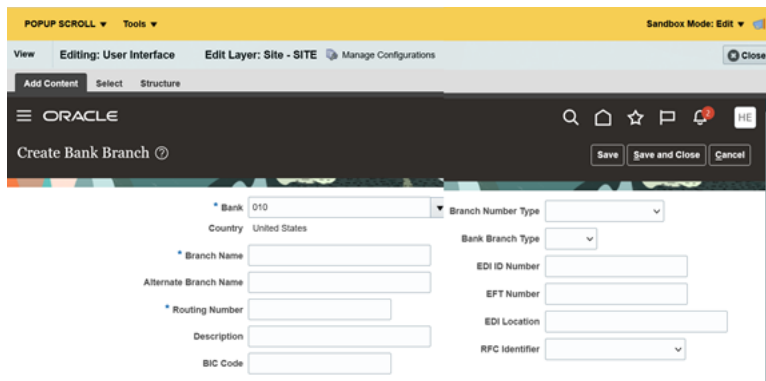 POPUP SCROLL Tools Sandbox Mode: Edit
View Editing: User Interface Edit Layer: Site - SITE Manage Configurations Close
Add Content Select Structure
ORACLE 2 HE
Create Bank Branch Save Save and Close Cancel
* Bank 010
Country United States
* Branch Name
Alternate Branch Name
* Routing Number
Description
BIC Code
Branch Number Type
Bank Branch Type
EDI ID Number
EFT Number
EDI Location
RFC Identifier